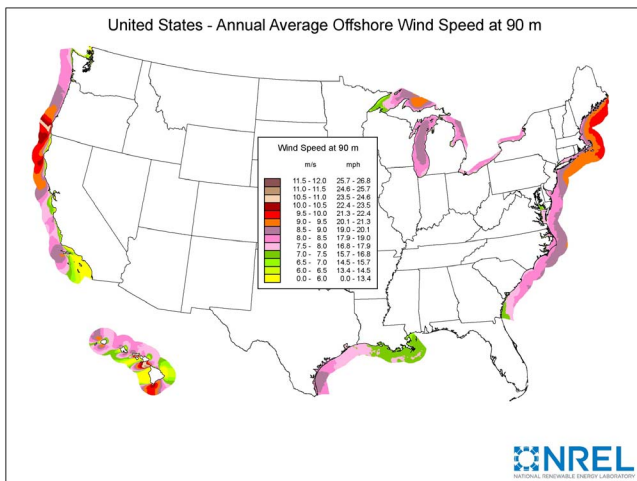 United States - Annual Average Offshore Wind Speed at 90 m
Wind Speed at 90 m
m/s mph
11.5 - 12.0 25.7 - 26.8
11.0 - 11.5 24.6 - 25.7
10.5 - 11.0 23.5 - 24.6
10.0 - 10.5 22.4 - 23.5
9.5 - 10.0 21.3 - 22.4
9.0 - 9.5 20.1 - 21.3
8.5 - 9.0 19.0 - 20.1
8.0 - 8.5 17.9 - 19.0
7.5 - 8.0 16.8 - 17.9
7.0 - 7.5 15.7 - 16.8
6.5 - 7.0 14.5 - 15.7
6.0 - 6.5 13.4 - 14.5
0.0 - 6.0 0.0 - 13.4
NREL
NATIONAL RENEWABLE ENERGY LABORATORY